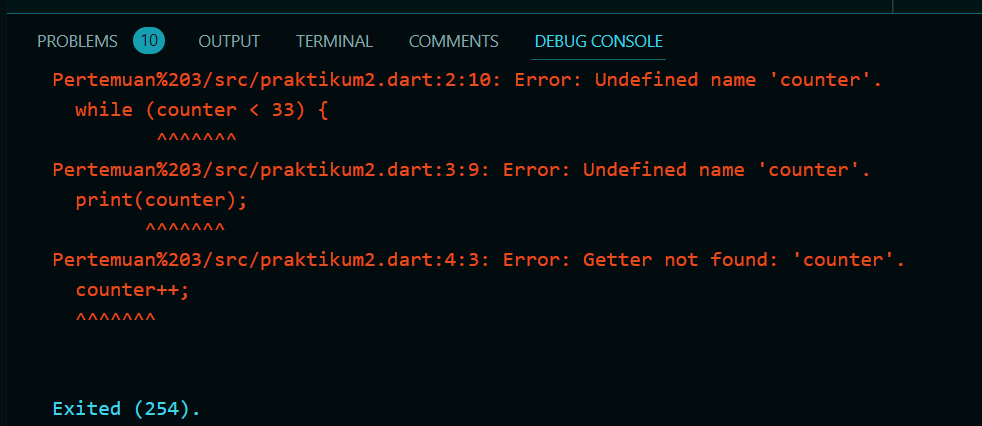 PROBLEMS 10 OUTPUT TERMINAL COMMENTS DEBUG CONSOLE
Pertemuan%203/src/praktikum2.dart:2:10: Error: Undefined name 'counter'.
while (counter < 33) {
^^^^^^^
Pertemuan%203/src/praktikum2.dart:3:9: Error: Undefined name 'counter'.
print(counter);
^^^^^^^
Pertemuan%203/src/praktikum2.dart:4:3: Error: Getter not found: 'counter'.
counter++;
^^^^^^^
Exited (254).